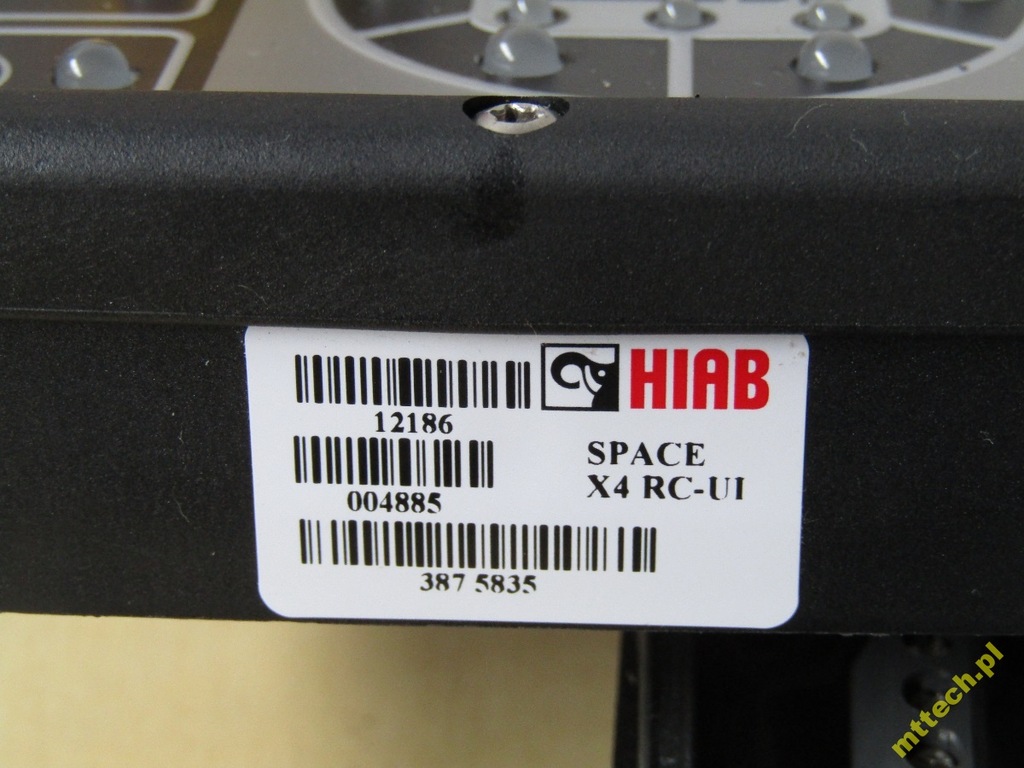 HIAB
12186
SPACE
X4 RC-UI
004885
387 5835
mttech.pl